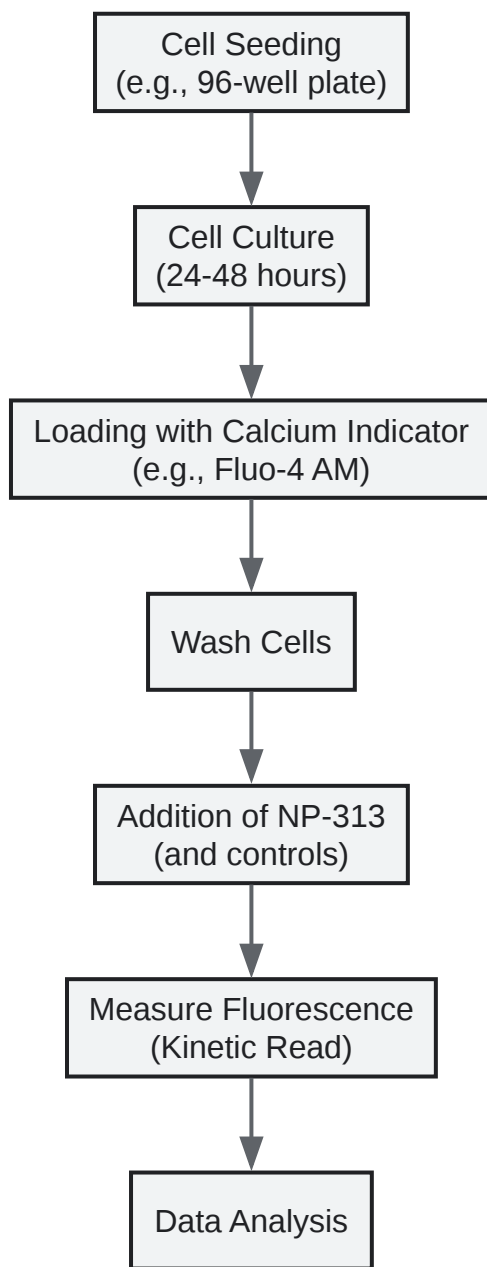 Cell Seeding
(e.g., 96-well plate)
Cell Culture
(24-48 hours)
Loading with Calcium Indicator
(e.g., Fluo-4 AM)
Wash Cells
Addition of NP-313
(and controls)
Measure Fluorescence
(Kinetic Read)
Data Analysis